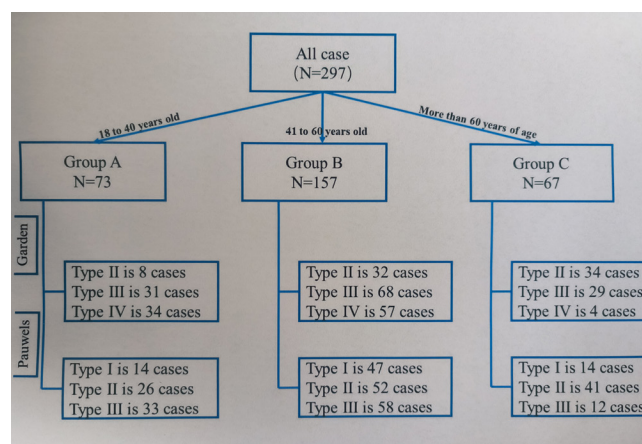 All case
(N=297)
18 to 40 years old
41 to 60 years old
More than 60 years of age
Group A
N=73
Group B
N=157
Group C
N=67
Garden
Type II is 8 cases
Type III is 31 cases
Type IV is 34 cases
Type II is 32 cases
Type III is 68 cases
Type IV is 57 cases
Type II is 34 cases
Type III is 29 cases
Type IV is 4 cases
Pauwels
Type I is 14 cases
Type II is 26 cases
Type III is 33 cases
Type I is 47 cases
Type II is 52 cases
Type III is 58 cases
Type I is 14 cases
Type II is 41 cases
Type III is 12 cases